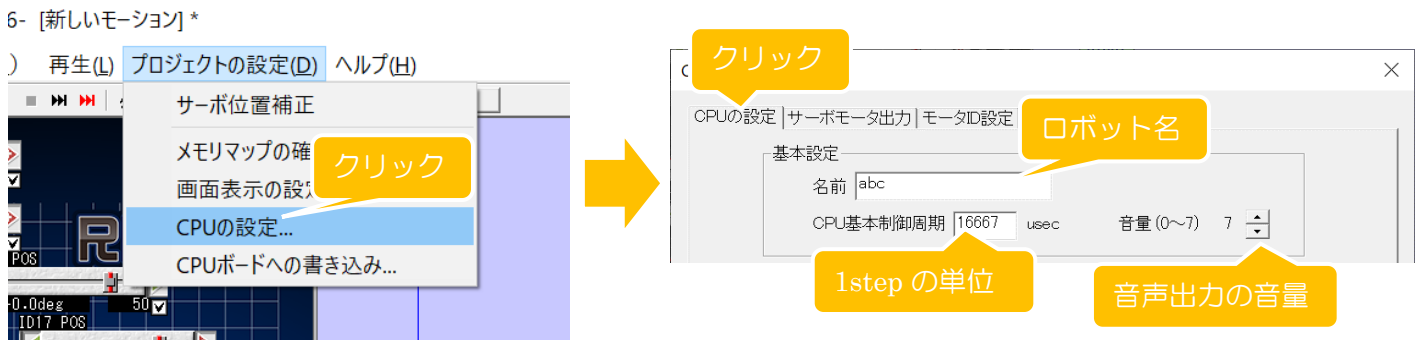 6- [新しいモーション] *
) 再生(L) プロジェクトの設定(D) ヘルプ(H)
サーボ位置補正
メモリマップの確
画面表示の設
CPUの設定...
CPUボードへの書き込み...
クリック
R
POS
-0.0deg 50
ID17 POS
クリック
CPUの設定 サーボモータ出力 モータID設定
ロボット名
基本設定
名前 abc
CPU基本制御周期 16667 usec 音量(0~7) 7
1stepの単位
音声出力の音量